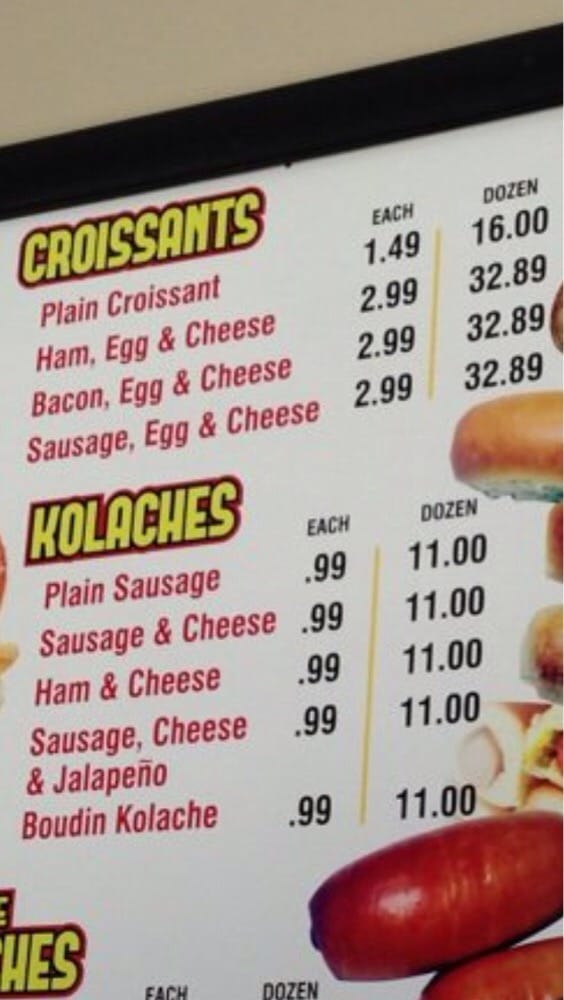 CROISSANTS EACH DOZEN
Plain Croissant 1.49 16.00
Ham, Egg & Cheese 2.99 32.89
Bacon, Egg & Cheese 2.99 32.89
Sausage, Egg & Cheese 2.99 32.89
KOLACHES EACH DOZEN
Plain Sausage .99 11.00
Sausage & Cheese .99 11.00
Ham & Cheese .99 11.00
Sausage, Cheese .99 11.00
& Jalapeño
Boudin Kolache .99 11.00
EACH DOZEN